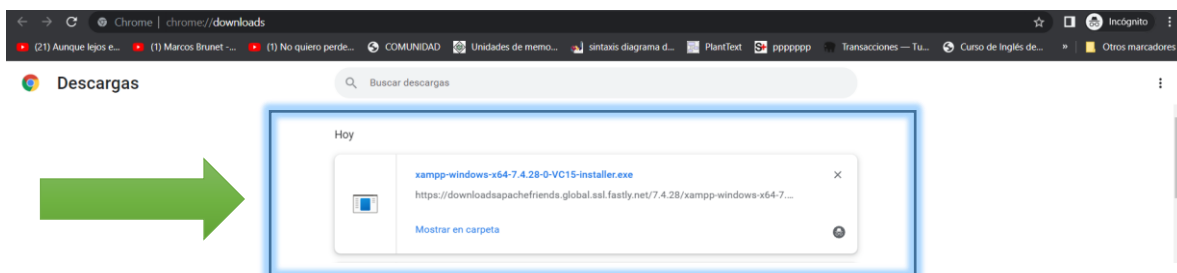 Chrome | chrome://downloads
Incógnito
(21) Aunque lejos e... (1) Marcos Brunet -... (1) No quiero perde... COMUNIDAD Unidades de memo... sintaxis diagrama d... PlantText S+ ppppppp Transacciones — Tu... Curso de Inglés de... » Otros marcadores
Descargas
Buscar descargas
Hoy
xampp-windows-x64-7.4.28-0-VC15-installer.exe
https://downloadsapachefriends.global.ssl.fastly.net/7.4.28/xampp-windows-x64-7....
Mostrar en carpeta